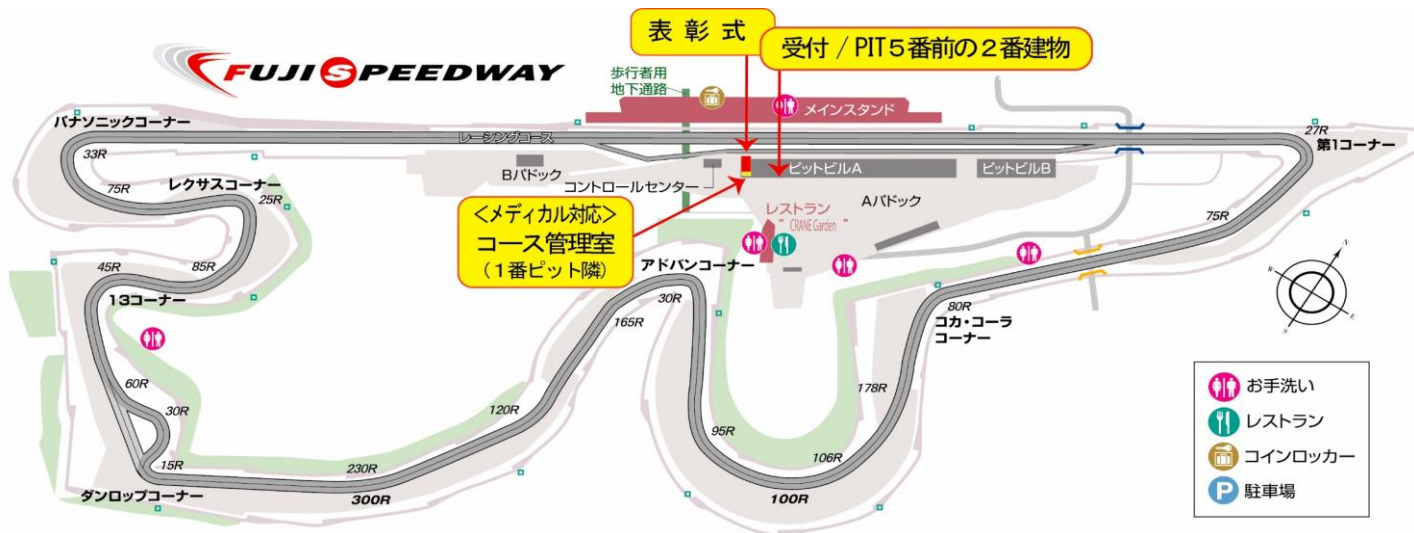 表彰式
受付 / PIT５番前の２番建物
FUJI SPEEDWAY
歩行者用
地下通路
メインスタンド
パナソニックコーナー
レーシングコース
27R
第1コーナー
33R
Bパドック
コントロールセンター
ピットビルA
ピットビルB
75R
レクサスコーナー
25R
Aパドック
レストラン
" CRANE Garden "
75R
＜メディカル対応＞
コース管理室
（１番ピット隣）
45R
85R
アドバンコーナー
13コーナー
30R
80R
コカ・コーラ
コーナー
165R
N
W
E
S
60R
30R
120R
178R
95R
15R
230R
106R
ダンロップコーナー
300R
100R
お手洗い
レストラン
コインロッカー
P
駐車場